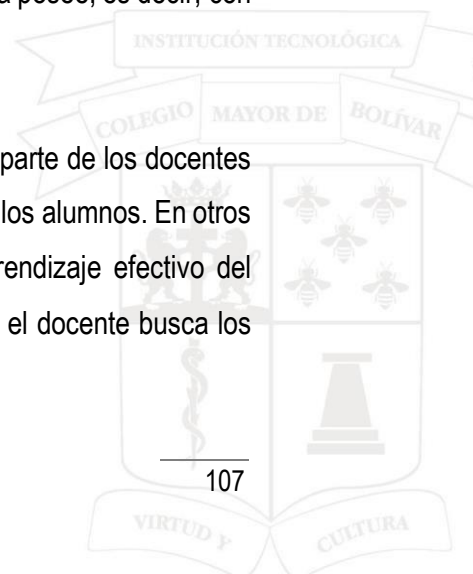 a posee, es decir, con
INSTITUCIÓN TECNOLÓGICA
COLEGIO MAYOR DE BOLÍVAR
parte de los docentes
los alumnos. En otros
rendizaje efectivo del
el docente busca los
107
VIRTUD Y CULTURA